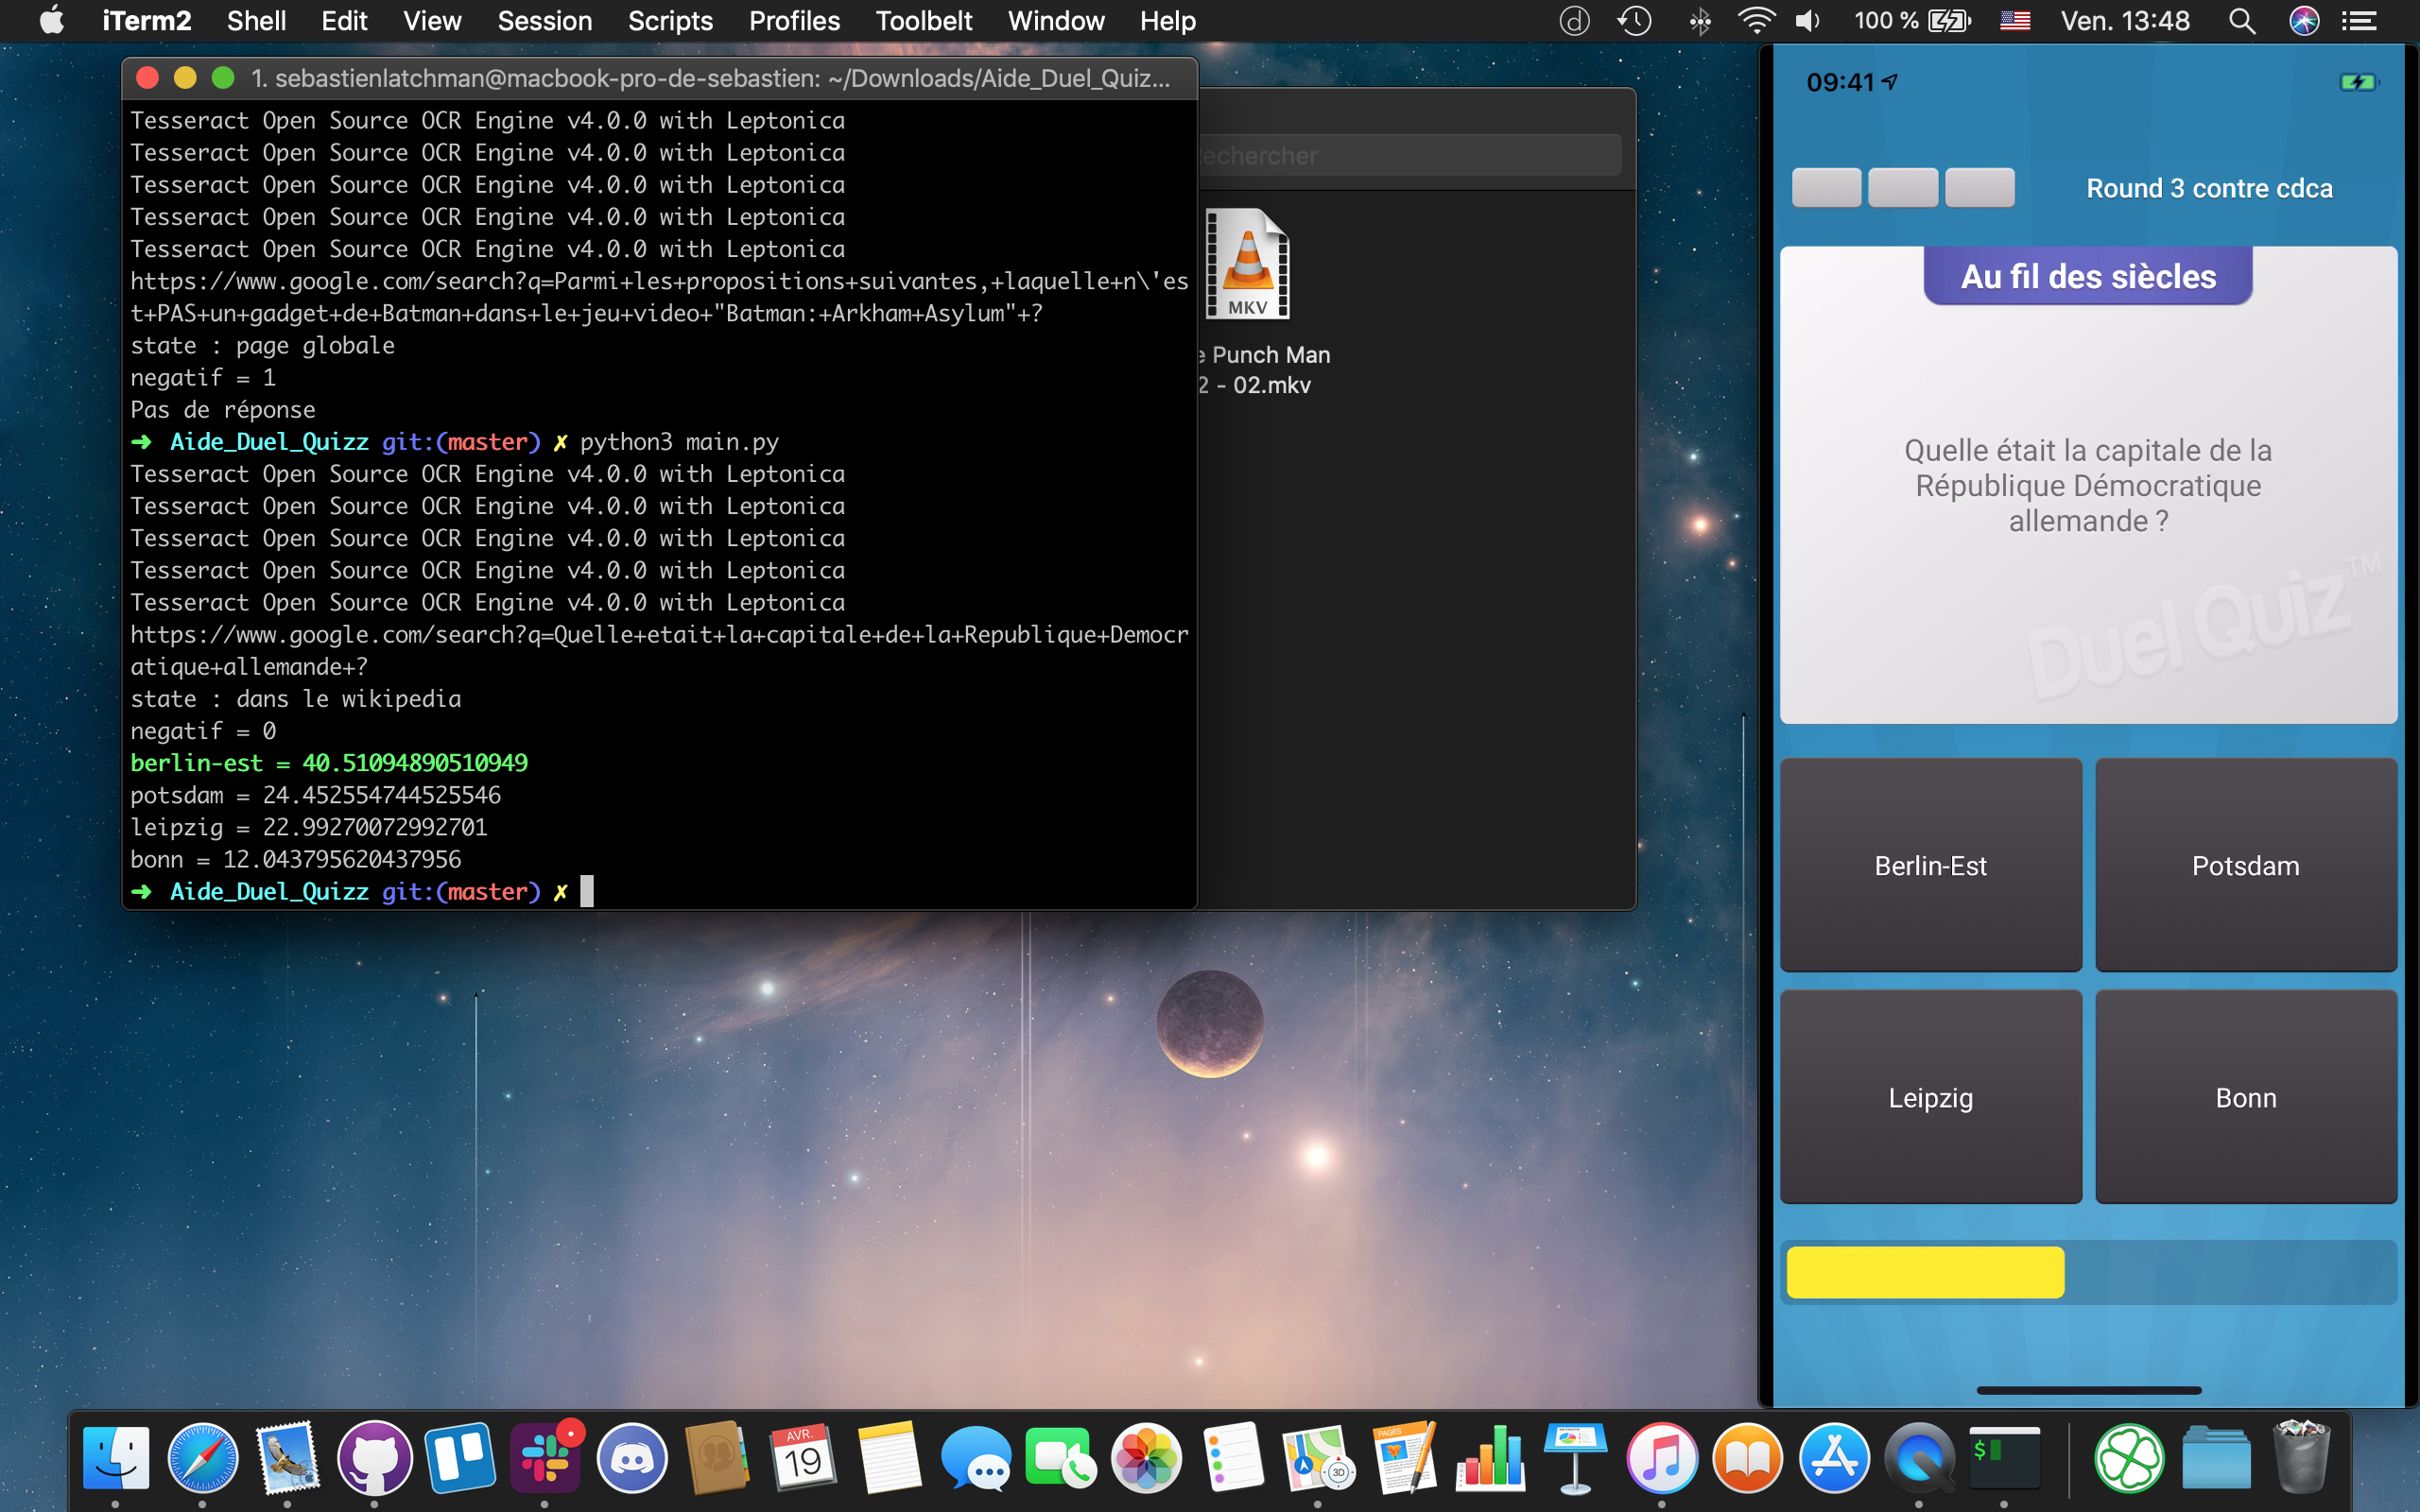 iTerm2 Shell Edit View Session Scripts Profiles Toolbelt Window Help
100 % Ven. 13:48
1. sebastienlatchman@macbook-pro-de-sebastien: ~/Downloads/Aide_Duel_Quiz...
Tesseract Open Source OCR Engine v4.0.0 with Leptonica
Tesseract Open Source OCR Engine v4.0.0 with Leptonica
Tesseract Open Source OCR Engine v4.0.0 with Leptonica
Tesseract Open Source OCR Engine v4.0.0 with Leptonica
Tesseract Open Source OCR Engine v4.0.0 with Leptonica
https://www.google.com/search?q=Parmi+les+propositions+suivantes,+laquelle+n\'es
t+PAS+un+gadget+de+Batman+dans+le+jeu+video+"Batman:+Arkham+Asylum"+?
state : page globale
negatif = 1
Pas de réponse
➜ Aide_Duel_Quizz git:(master) ✗ python3 main.py
Tesseract Open Source OCR Engine v4.0.0 with Leptonica
Tesseract Open Source OCR Engine v4.0.0 with Leptonica
Tesseract Open Source OCR Engine v4.0.0 with Leptonica
Tesseract Open Source OCR Engine v4.0.0 with Leptonica
Tesseract Open Source OCR Engine v4.0.0 with Leptonica
https://www.google.com/search?q=Quelle+etait+la+capitale+de+la+Republique+Democr
atique+allemande+?
state : dans le wikipedia
negatif = 0
berlin-est = 40.51094890510949
potsdam = 24.452554744525546
leipzig = 22.99270072992701
bonn = 12.043795620437956
➜ Aide_Duel_Quizz git:(master) ✗
echercher
MKV
e Punch Man
2 - 02.mkv
09:41
Round 3 contre cdca
Au fil des siècles
Quelle était la capitale de la
République Démocratique
allemande ?
Duel Quiz™
Berlin-Est
Potsdam
Leipzig
Bonn
AVR.
19
3D
PAGES
$